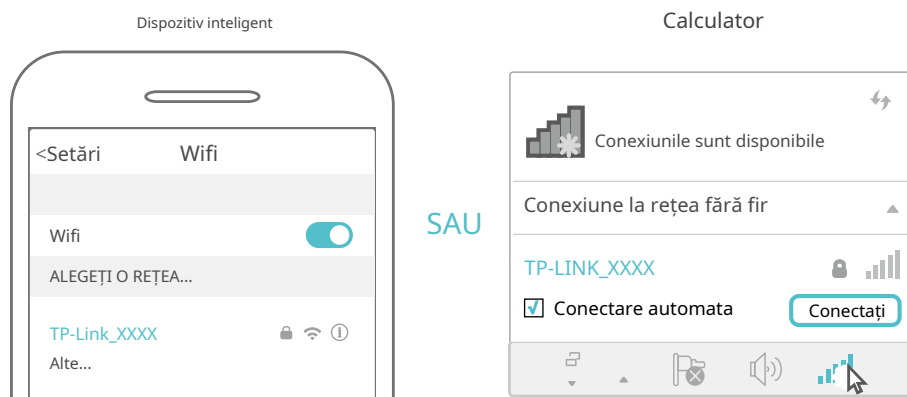 Dispozitiv inteligent
<Setări Wifi
Wifi
ALEGEȚI O REȚEA...
TP-Link_XXXX
Alte...
SAU
Calculator
Conexiunile sunt disponibile
Conexiune la rețea fără fir
TP-LINK_XXXX
Conectare automata
Conectați